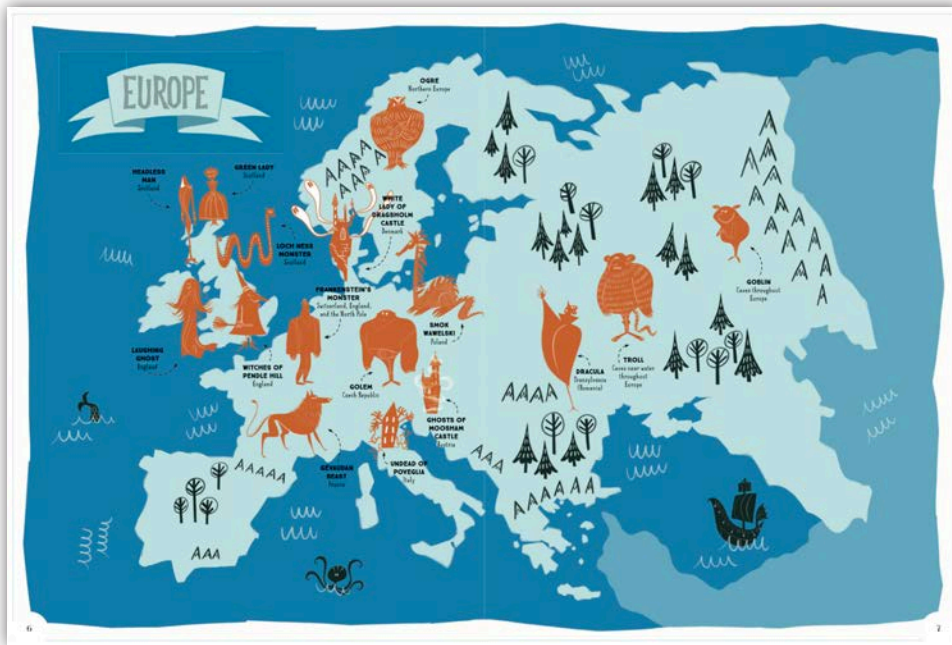 EUROPE
OGRE
Northern Europe
HEADLESS
MAN
Scotland
GREEN LADY
Scotland
WHITE
LADY OF
DRAGSHOLM
CASTLE
Denmark
LOCH NESS
MONSTER
Scotland
GOBLIN
Caves throughout
Europe
FRANKENSTEIN'S
MONSTER
Switzerland, England,
and the North Pole
SMOK
WAWELSKI
Poland
LAUGHING
GHOST
England
WITCHES OF
PENDLE HILL
England
GOLEM
Czech Republic
DRACULA
Transylvania
(Romania)
TROLL
Caves near water
throughout
Europe
GHOSTS OF
MOOSHAM
CASTLE
Austria
GÉVAUDAN
BEAST
France
UNDEAD OF
POVEGLIA
Italy
6
7